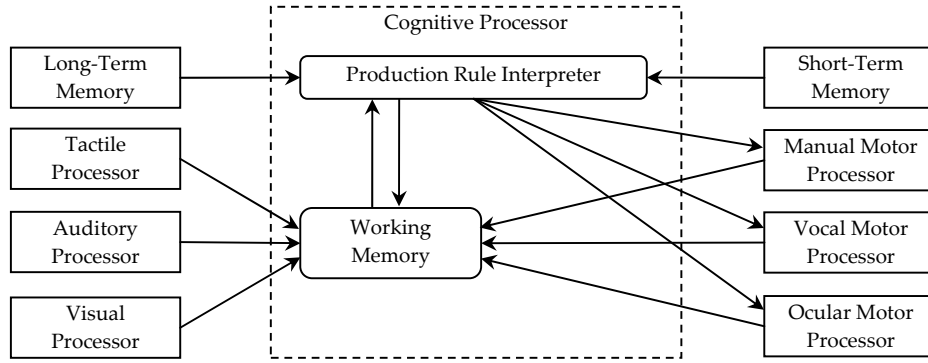 Cognitive Processor
Long-Term
Memory
Production Rule Interpreter
Short-Term
Memory
Tactile
Processor
Manual Motor
Processor
Auditory
Processor
Working
Memory
Vocal Motor
Processor
Visual
Processor
Ocular Motor
Processor